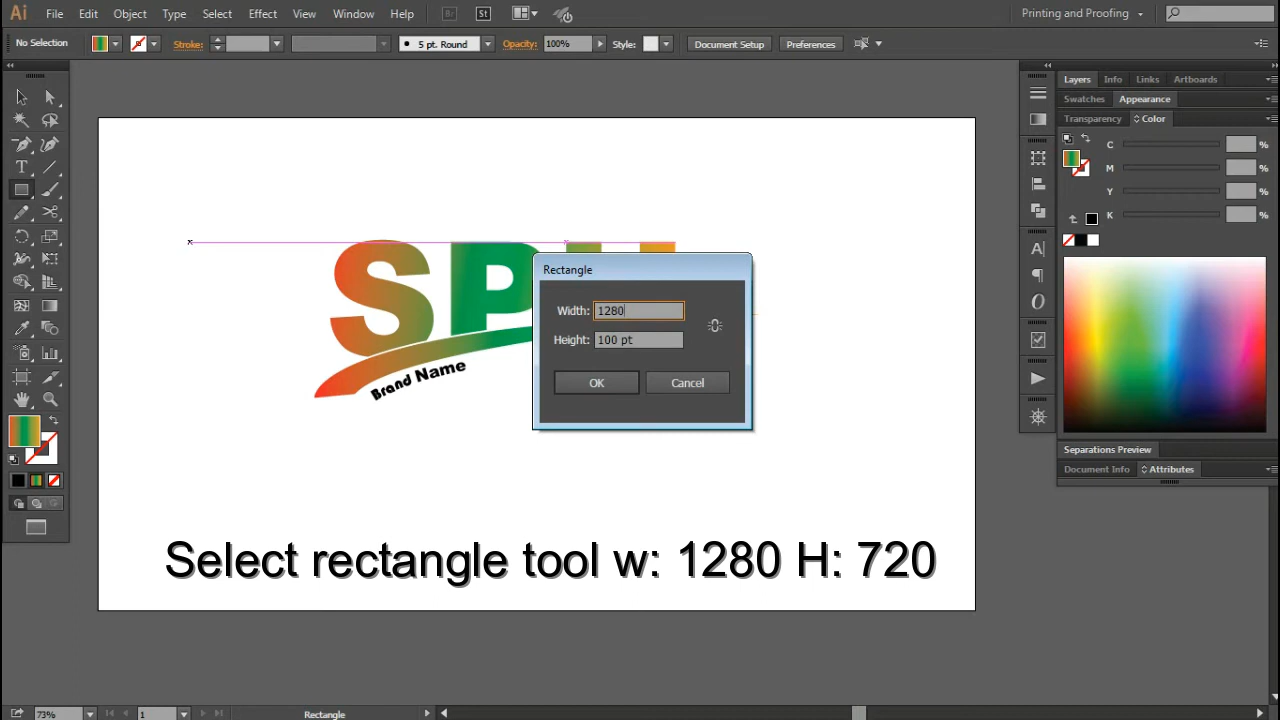 Ai File Edit Object Type Select Effect View Window Help Br St Printing and Proofing
No Selection Stroke: 5 pt. Round Opacity: 100% Style: Document Setup Preferences
Layers Info Links Artboards
Swatches Appearance
Transparency Color
C %
M %
Y %
K %
SP
Brand Name
Rectangle
Width: 1280
Height: 100 pt
OK Cancel
Separations Preview
Document Info Attributes
Select rectangle tool w: 1280 H: 720
73% 1 Rectangle